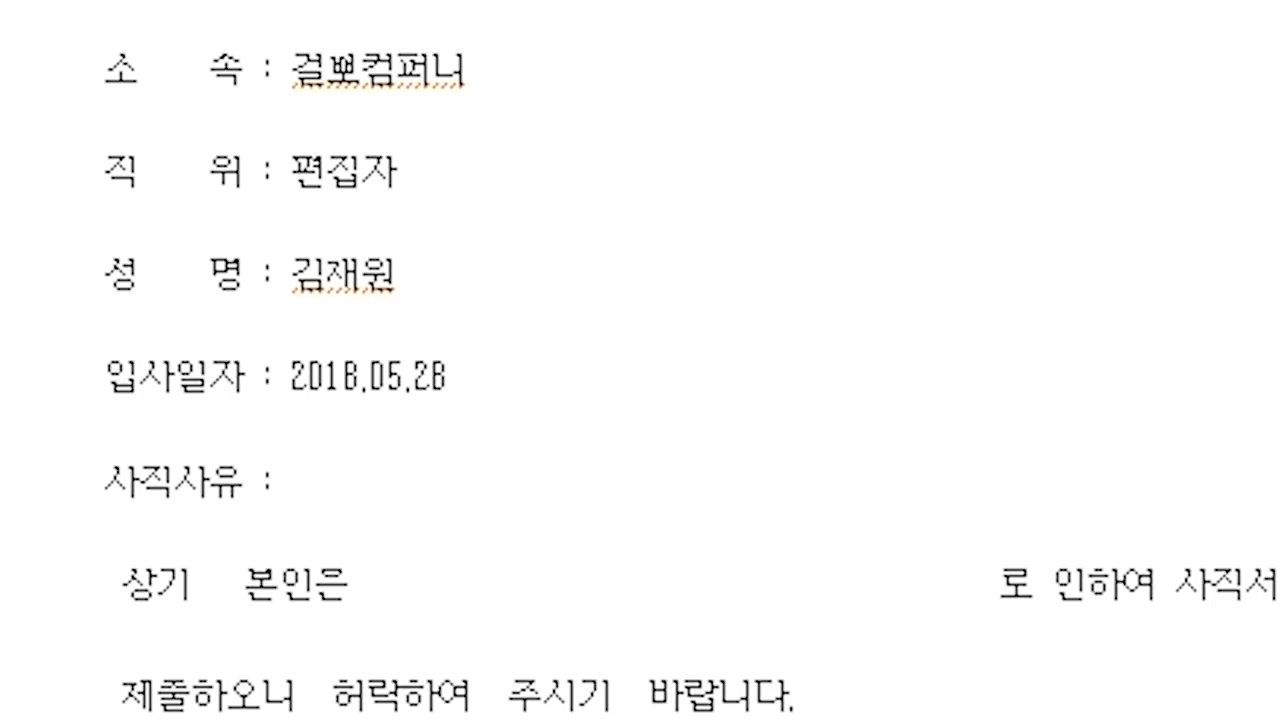 소 속 : 걸뽀컴퍼니
직 위 : 편집자
성 명 : 김재원
입사일자 : 2018.05.28
사직사유 :
상기 본인은 로 인하여 사직서
제출하오니 허락하여 주시기 바랍니다.